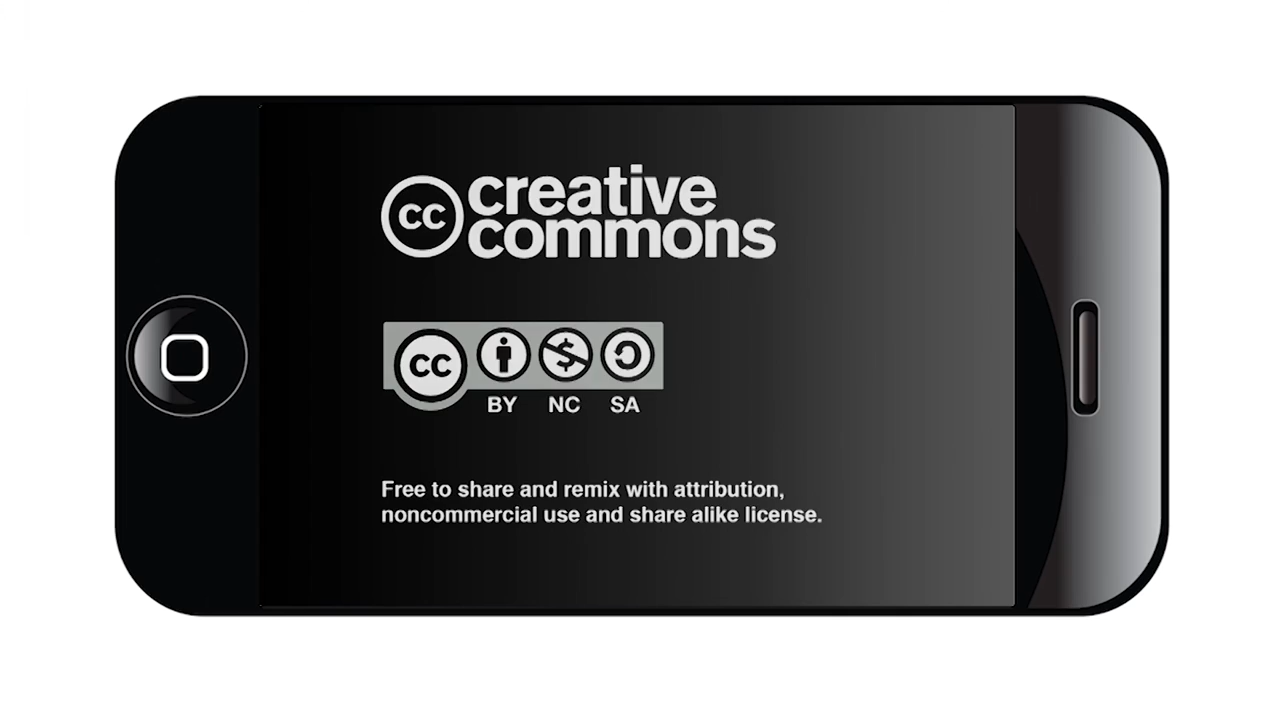 cc creative
commons
cc
BY NC SA
Free to share and remix with attribution,
noncommercial use and share alike license.